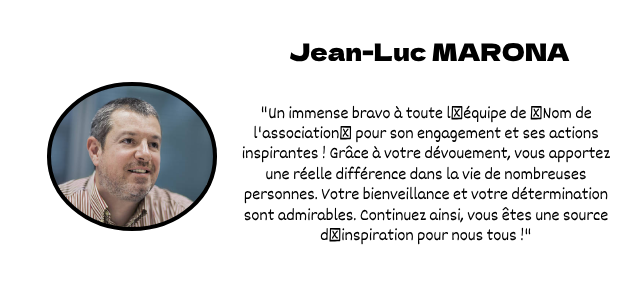 Jean-Luc MARONA
"Un immense bravo à toute l☒équipe de ☒Nom de
l'association☒ pour son engagement et ses actions
inspirantes ! Grâce à votre dévouement, vous apportez
une réelle différence dans la vie de nombreuses
personnes. Votre bienveillance et votre détermination
sont admirables. Continuez ainsi, vous êtes une source
d☒inspiration pour nous tous !"